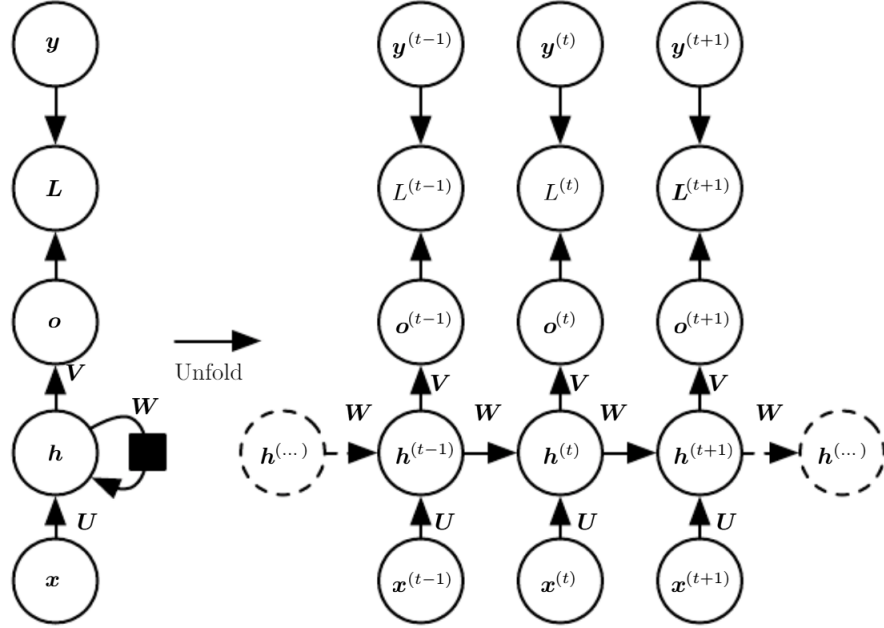 y y^(t−1) y^(t) y^(t+1)
L L^(t−1) L^(t) L^(t+1)
o o^(t−1) o^(t) o^(t+1)
Unfold
V V V V
W W W W W
h h^(...) h^(t−1) h^(t) h^(t+1) h^(...)
U U U U
x x^(t−1) x^(t) x^(t+1)